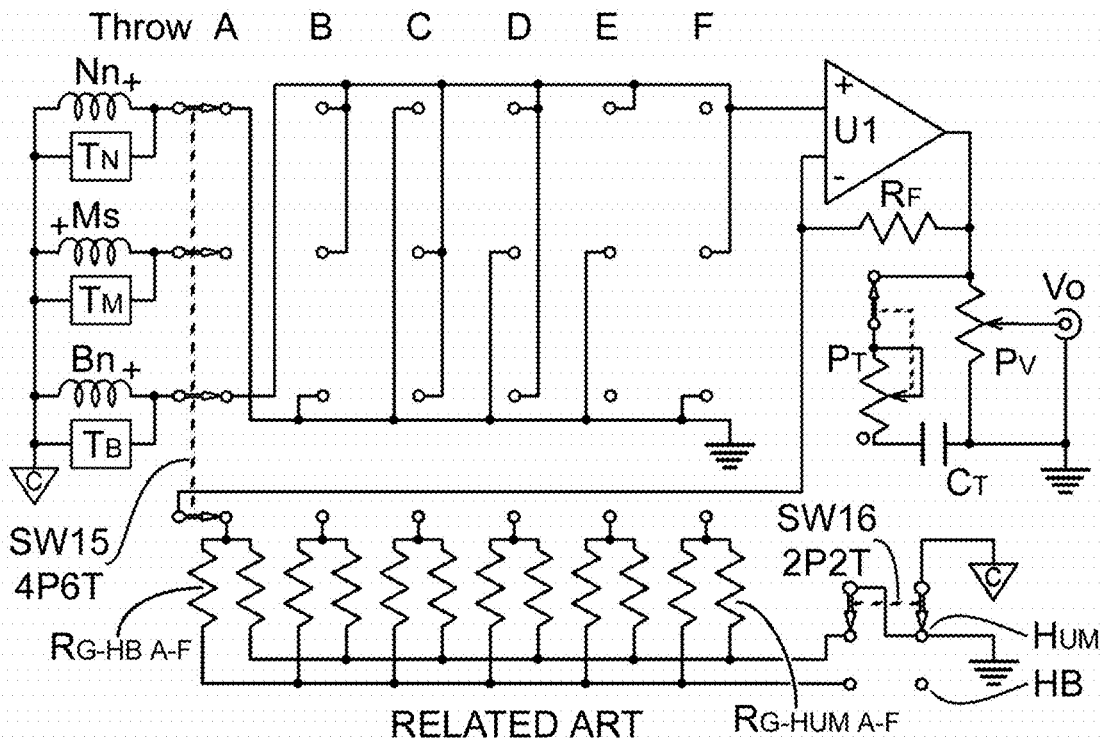 Throw A B C D E F
Nn +
TN
+ Ms
TM
Bn +
TB
C
+
U1
-
RF
Vo
PT
PV
CT
SW15
4P6T
SW16
2P2T
C
HUM
HB
RG-HB A-F
RG-HUM A-F
RELATED ART